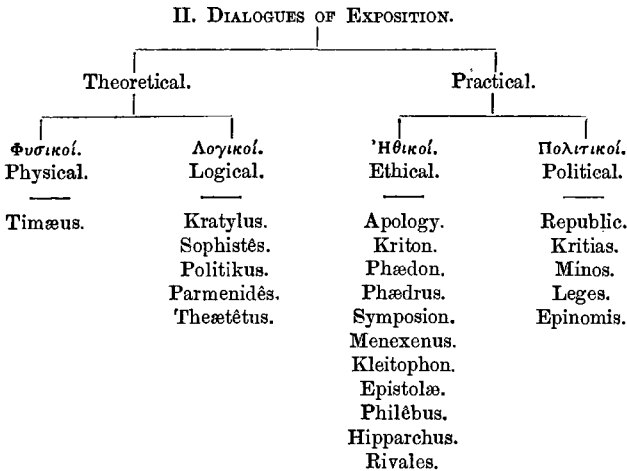 II. Dialogues of Exposition.
Theoretical. Practical.
Φυσικοί. Λογικοί. Ἠθικοί. Πολιτικοί.
Physical. Logical. Ethical. Political.
Timæus. Kratylus. Apology. Republic.
Sophistês. Kriton. Kritias.
Politikus. Phædon. Mínos.
Parmenidês. Phædrus. Leges.
Theætêtus. Symposion. Epinomis.
Menexenus.
Kleitophon.
Epistolæ.
Philêbus.
Hipparchus.
Rivales.